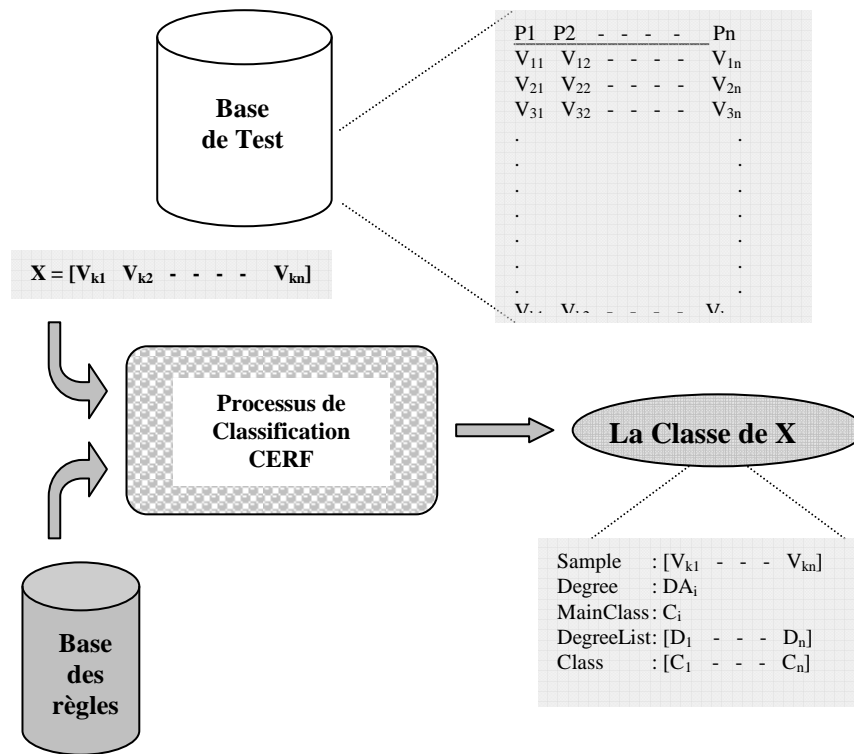 Base
de Test
P1 P2 - - - - Pn
V11 V12 - - - - V1n
V21 V22 - - - - V2n
V31 V32 - - - - V3n
. .
. .
. .
. .
. .
. .
. .
X = [Vk1 Vk2 - - - - Vkn]
Processus de
Classification
CERF
La Classe de X
Base
des
règles
Sample : [Vk1 - - - Vkn]
Degree : DAi
MainClass: Ci
DegreeList: [D1 - - - Dn]
Class : [C1 - - - Cn]